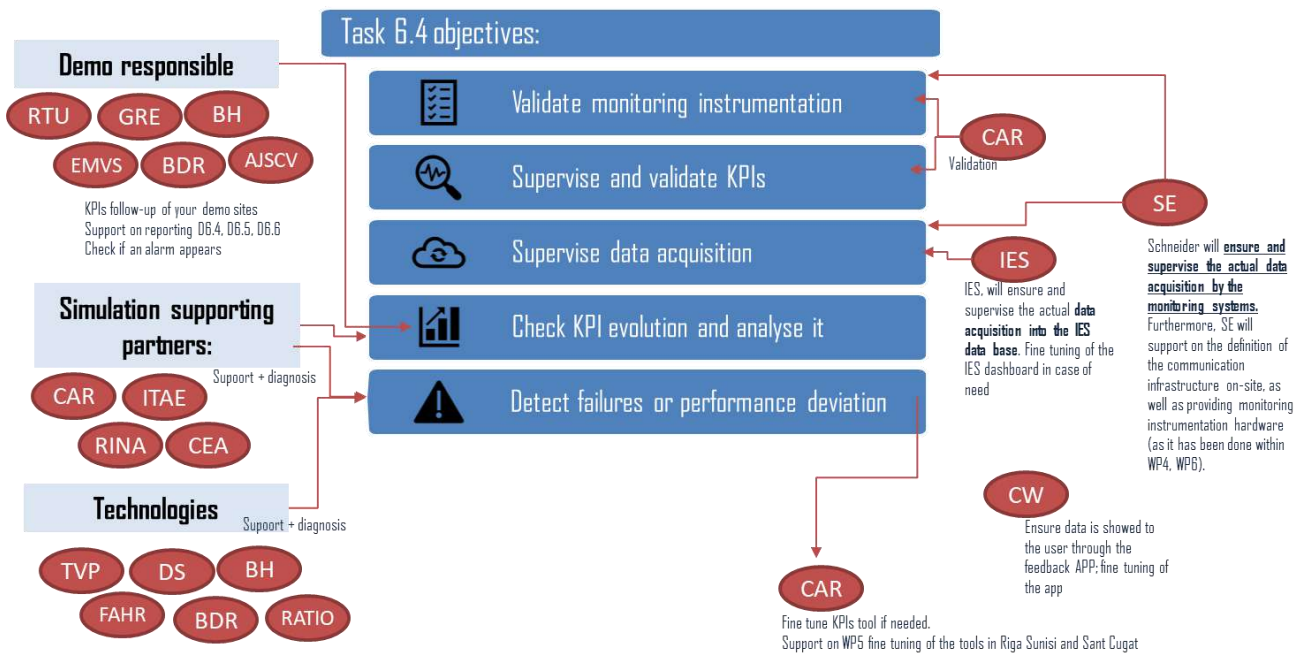 Task 6.4 objectives:
Demo responsible
RTU
GRE
BH
EMVS
BDR
AJSCV
KPIs follow-up of your demo sites
Support on reporting D6.4, D6.5, D6.6
Check if an alarm appears
Simulation supporting
partners:
Supoort + diagnosis
CAR
ITAE
RINA
CEA
Technologies
Supoort + diagnosis
TVP
DS
BH
FAHR
BDR
RATIO
Validate monitoring instrumentation
Supervise and validate KPIs
Supervise data acquisition
Check KPI evolution and analyse it
Detect failures or performance deviation
CAR
Validation
IES
IES, will ensure and
supervise the actual data
acquisition into the IES
data base. Fine tuning of the
IES dashboard in case of
need
SE
Schneider will ensure and
supervise the actual data
acquisition by the
monitoring systems.
Furthermore, SE will
support on the definition of
the communication
infrastructure on-site, as
well as providing monitoring
instrumentation hardware
(as it has been done within
WP4, WP6).
CW
Ensure data is showed to
the user through the
feedback APP; fine tuning of
the app
CAR
Fine tune KPIs tool if needed.
Support on WP5 fine tuning of the tools in Riga Sunisi and Sant Cugat